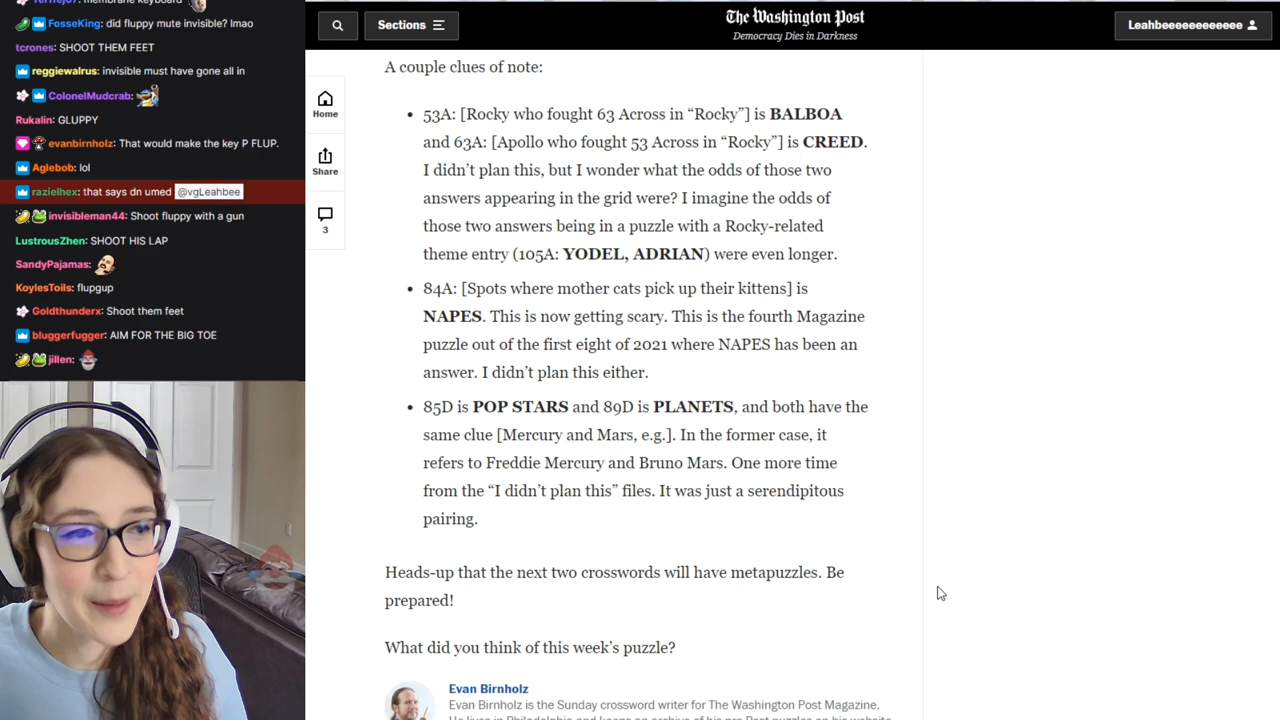 FosseKing: did fluppy mute invisible? lmao
tcrones: SHOOT THEM FEET
reggiewalrus: invisible must have gone all in
ColonelMudcrab:
Rukalin: GLUPPY
evanbirnholz: That would make the key P FLUP.
Aglebob: lol
razielhex: that says dn umed @vgLeahbee
invisibleman44: Shoot fluppy with a gun
LustrousZhen: SHOOT HIS LAP
SandyPajamas:
KoylesToils: flupgup
Goldthunderx: Shoot them feet
bluggerfugger: AIM FOR THE BIG TOE
jillen:
Sections
The Washington Post
Democracy Dies in Darkness
Leahbeeeeeeeeeeee
Home
Share
3
A couple clues of note:
• 53A: [Rocky who fought 63 Across in “Rocky”] is BALBOA
and 63A: [Apollo who fought 53 Across in “Rocky”] is CREED.
I didn’t plan this, but I wonder what the odds of those two
answers appearing in the grid were? I imagine the odds of
those two answers being in a puzzle with a Rocky-related
theme entry (105A: YODEL, ADRIAN) were even longer.
• 84A: [Spots where mother cats pick up their kittens] is
NAPES. This is now getting scary. This is the fourth Magazine
puzzle out of the first eight of 2021 where NAPES has been an
answer. I didn’t plan this either.
• 85D is POP STARS and 89D is PLANETS, and both have the
same clue [Mercury and Mars, e.g.]. In the former case, it
refers to Freddie Mercury and Bruno Mars. One more time
from the “I didn’t plan this” files. It was just a serendipitous
pairing.
Heads-up that the next two crosswords will have metapuzzles. Be
prepared!
What did you think of this week’s puzzle?
Evan Birnholz
Evan Birnholz is the Sunday crossword writer for The Washington Post Magazine.